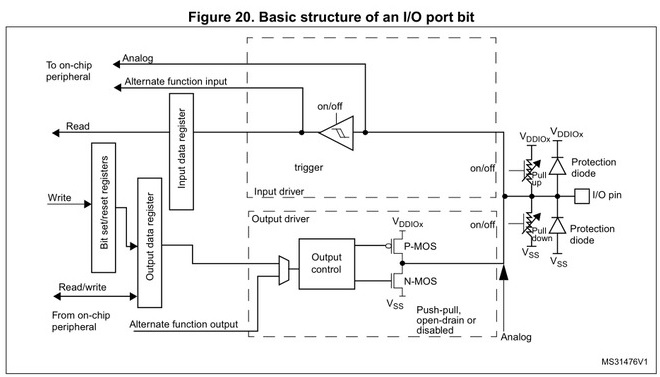 Figure 20. Basic structure of an I/O port bit
To on-chip
peripheral
Analog
Alternate function input
on/off
Read
Input data register
trigger
Input driver
on/off
VDDIOx
VDDIOx
Pull
up
Protection
diode
I/O pin
Write
Bit set/reset registers
Output data register
Output driver
VDDIOx
on/off
Pull
down
Protection
diode
VSS
VSS
P-MOS
Output
control
N-MOS
VSS
Read/write
From on-chip
peripheral
Alternate function output
Push-pull,
open-drain or
disabled
Analog
MS31476V1